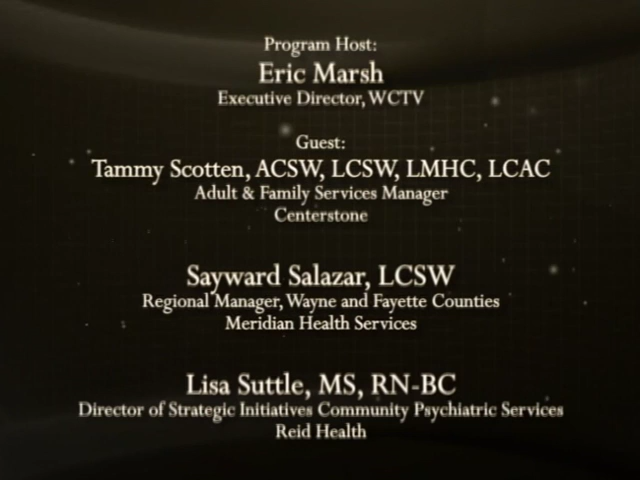 Program Host:
Eric Marsh
Executive Director, WCTV
Guest:
Tammy Scotten, ACSW, LCSW, LMHC, LCAC
Adult & Family Services Manager
Centerstone
Sayward Salazar, LCSW
Regional Manager, Wayne and Fayette Counties
Meridian Health Services
Lisa Suttle, MS, RN-BC
Director of Strategic Initiatives Community Psychiatric Services
Reid Health